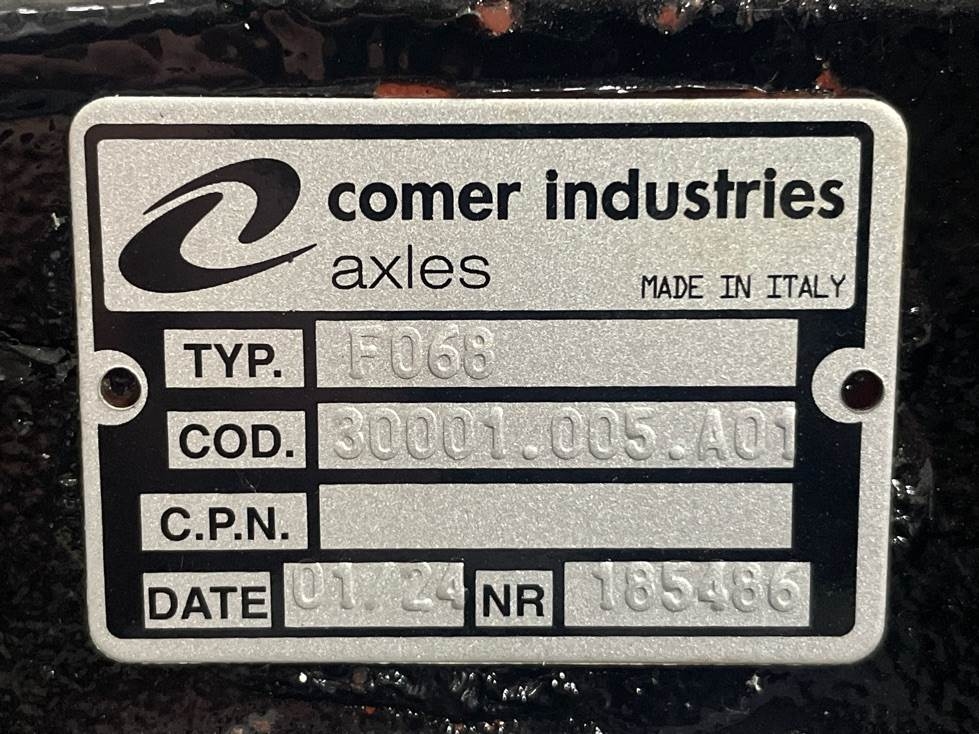 comer industries
axles
MADE IN ITALY
TYP. F068
COD. 30001.005.A01
C.P.N.
DATE 01/24 NR 185486